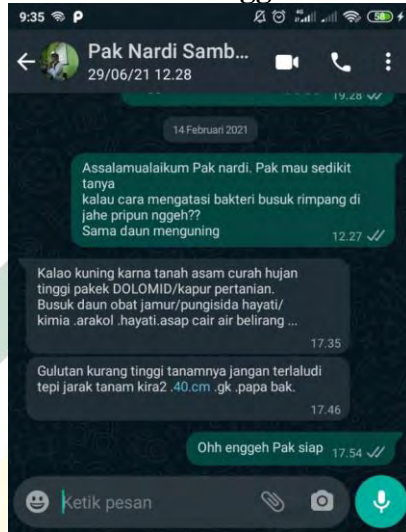 9:35
58
Pak Nardi Samb...
29/06/21 12.28
19.28
14 Februari 2021
Assalamualaikum Pak nardi. Pak mau sedikit
tanya
kalau cara mengatasi bakteri busuk rimpang di
jahe pripun nggeh??
Sama daun menguning
12.27
Kalao kuning karna tanah asam curah hujan
tinggi pakek DOLOMID/kapur pertanian.
Busuk daun obat jamur/pungisida hayati/
kimia .arakol .hayati.asap cair air belirang ...
17.35
Gulutan kurang tinggi tanamnya jangan terlaludi
tepi jarak tanam kira2 .40.cm .gk .papa bak.
17.46
Ohh enggeh Pak siap 17.54
Ketik pesan